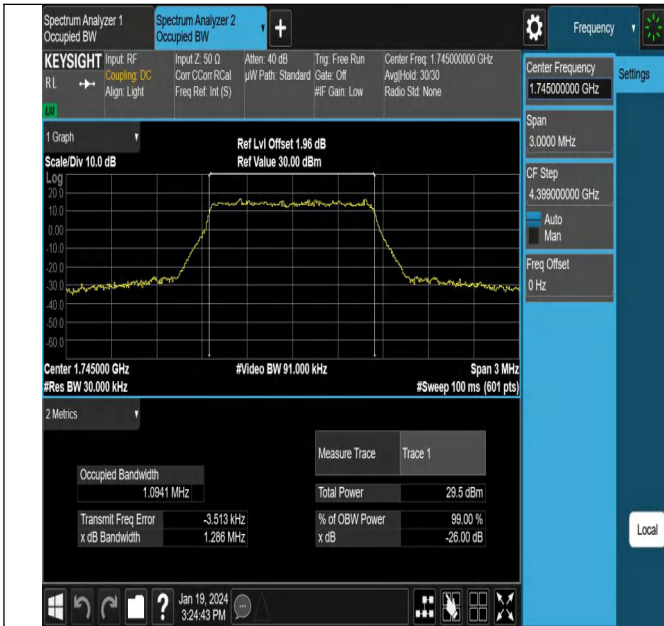 Spectrum Analyzer 1
Occupied BW
Spectrum Analyzer 2
Occupied BW
Frequency
KEYSIGHT
RL
LXI
Input: RF
Coupling: DC
Align: Light
Input Z: 50 Ω
Corr CCorr RCal
Freq Ref: Int (S)
Atten: 40 dB
µW Path: Standard
Trig: Free Run
Gate: Off
#IF Gain: Low
Center Freq: 1.745000000 GHz
Avg|Hold: 30/30
Radio Std: None
Center Frequency
1.745000000 GHz
Settings
Span
3.0000 MHz
CF Step
4.399000000 GHz
Auto
Man
Freq Offset
0 Hz
Local
1 Graph
Scale/Div 10.0 dB
Ref Lvl Offset 1.96 dB
Ref Value 30.00 dBm
Log
20.0
10.0
0.00
-10.0
-20.0
-30.0
-40.0
-50.0
-60.0
Center 1.745000 GHz
#Res BW 30.000 kHz
#Video BW 91.000 kHz
Span 3 MHz
#Sweep 100 ms (601 pts)
2 Metrics
Measure Trace Trace 1
Occupied Bandwidth
1.0941 MHz
Total Power 29.5 dBm
Transmit Freq Error -3.513 kHz
% of OBW Power 99.00 %
x dB Bandwidth 1.286 MHz
x dB -26.00 dB
Jan 19, 2024
3:24:43 PM